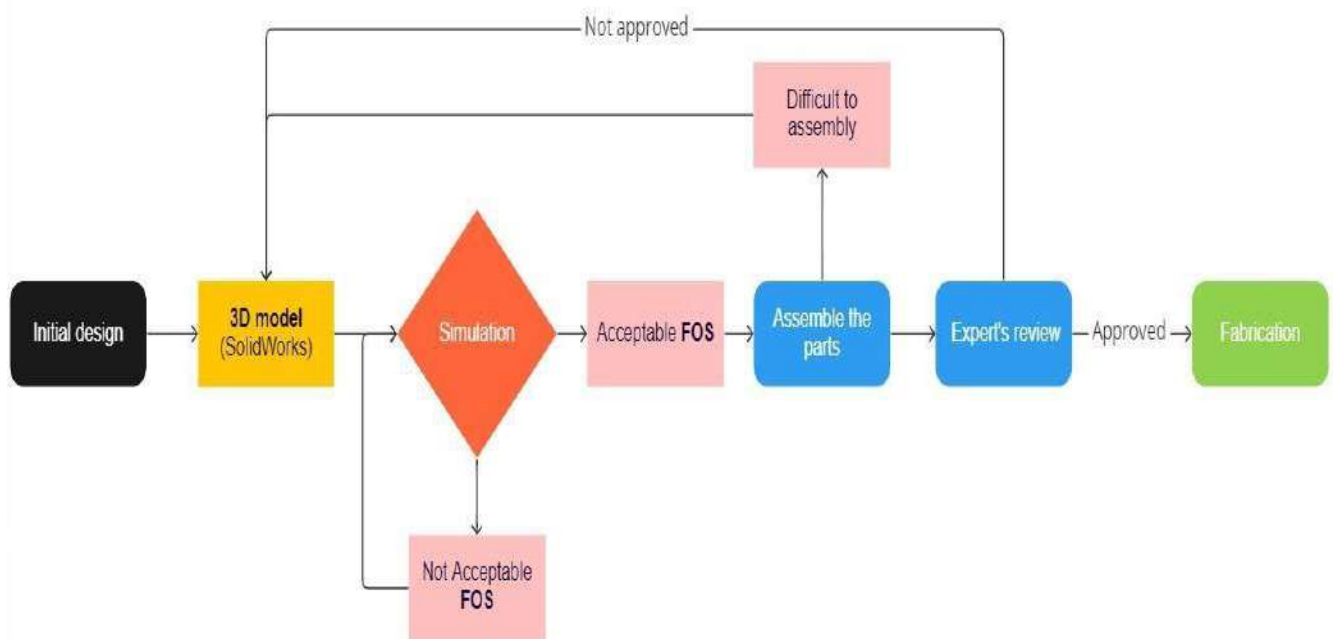 Not approved
Difficult to
assembly
Initial design
3D model
(SolidWorks)
Simulation
Acceptable FOS
Assemble the
parts
Expert's review
Approved
Fabrication
Not Acceptable
FOS